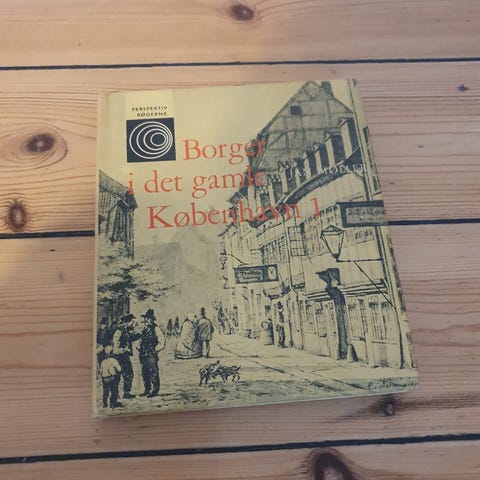 PERSPEKTIV
BØGERNE
Borger
i det gamle
København 1